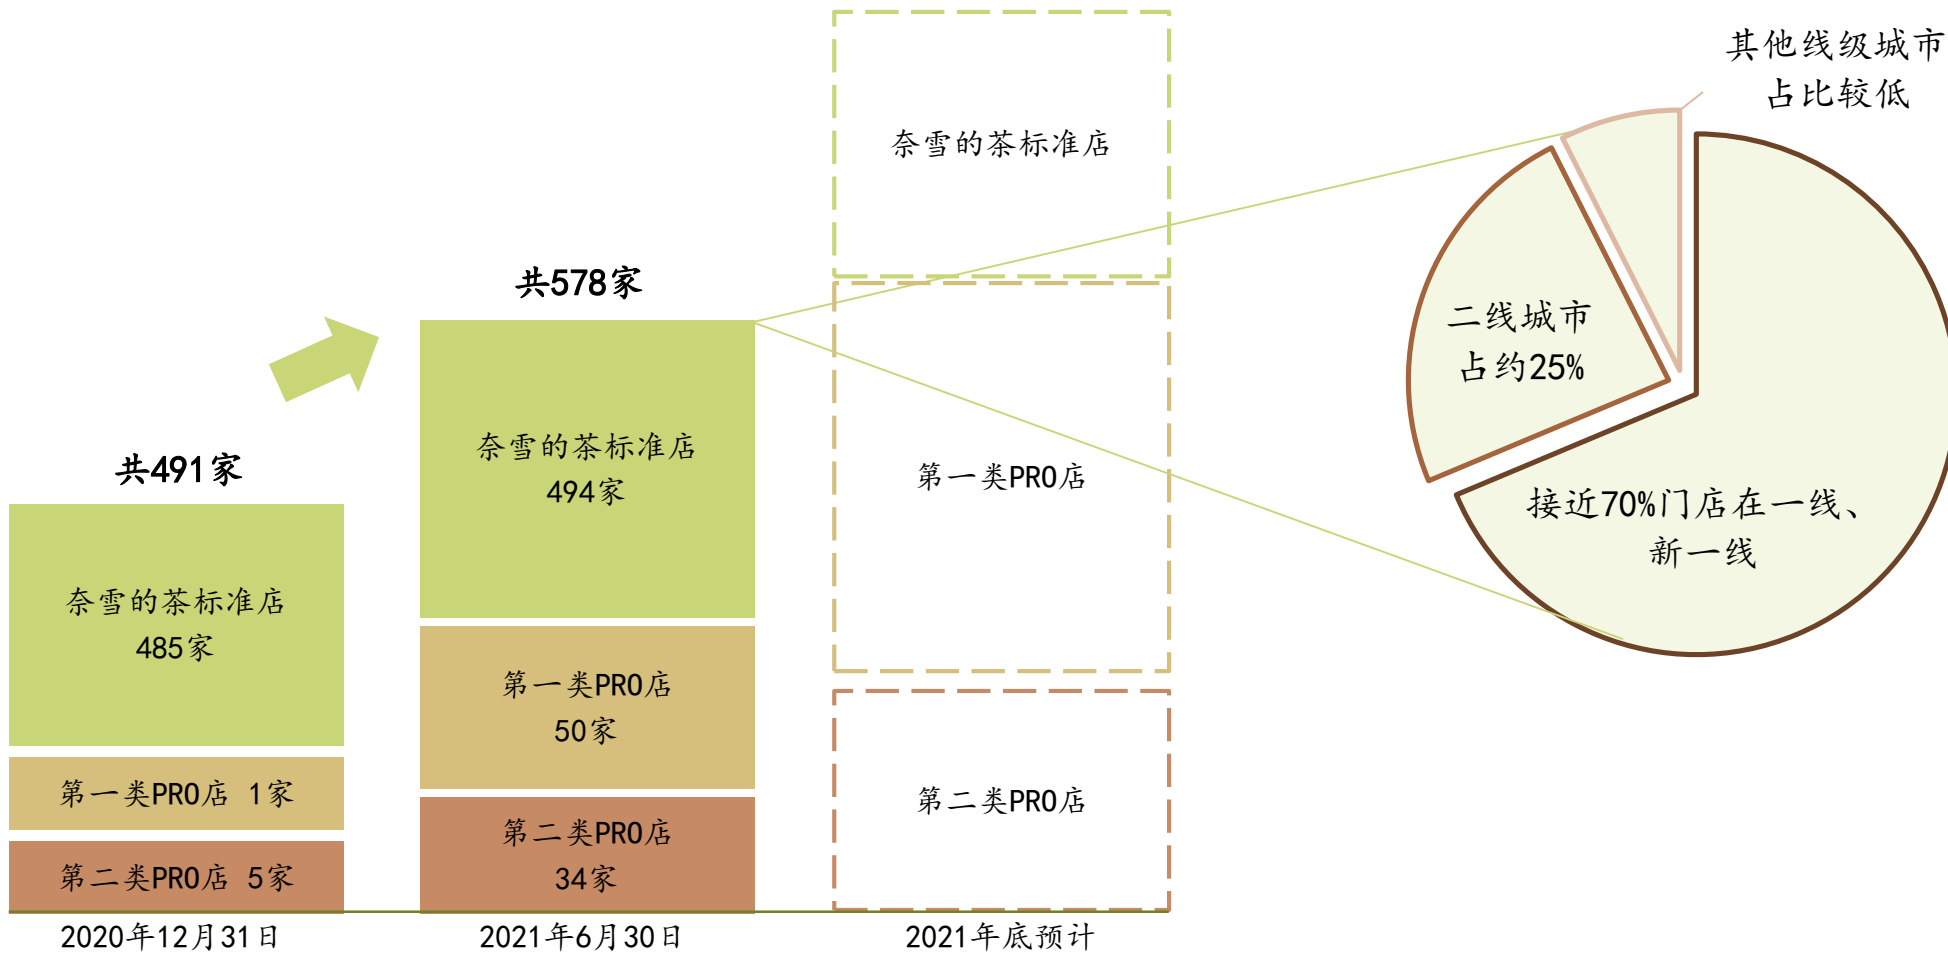 共491家
奈雪的茶标准店
485家
第一类PRO店 1家
第二类PRO店 5家
2020年12月31日
共578家
奈雪的茶标准店
494家
第一类PRO店
50家
第二类PRO店
34家
2021年6月30日
奈雪的茶标准店
第一类PRO店
第二类PRO店
2021年底预计
其他线级城市
占比较低
二线城市
占约25%
接近70%门店在一线、
新一线